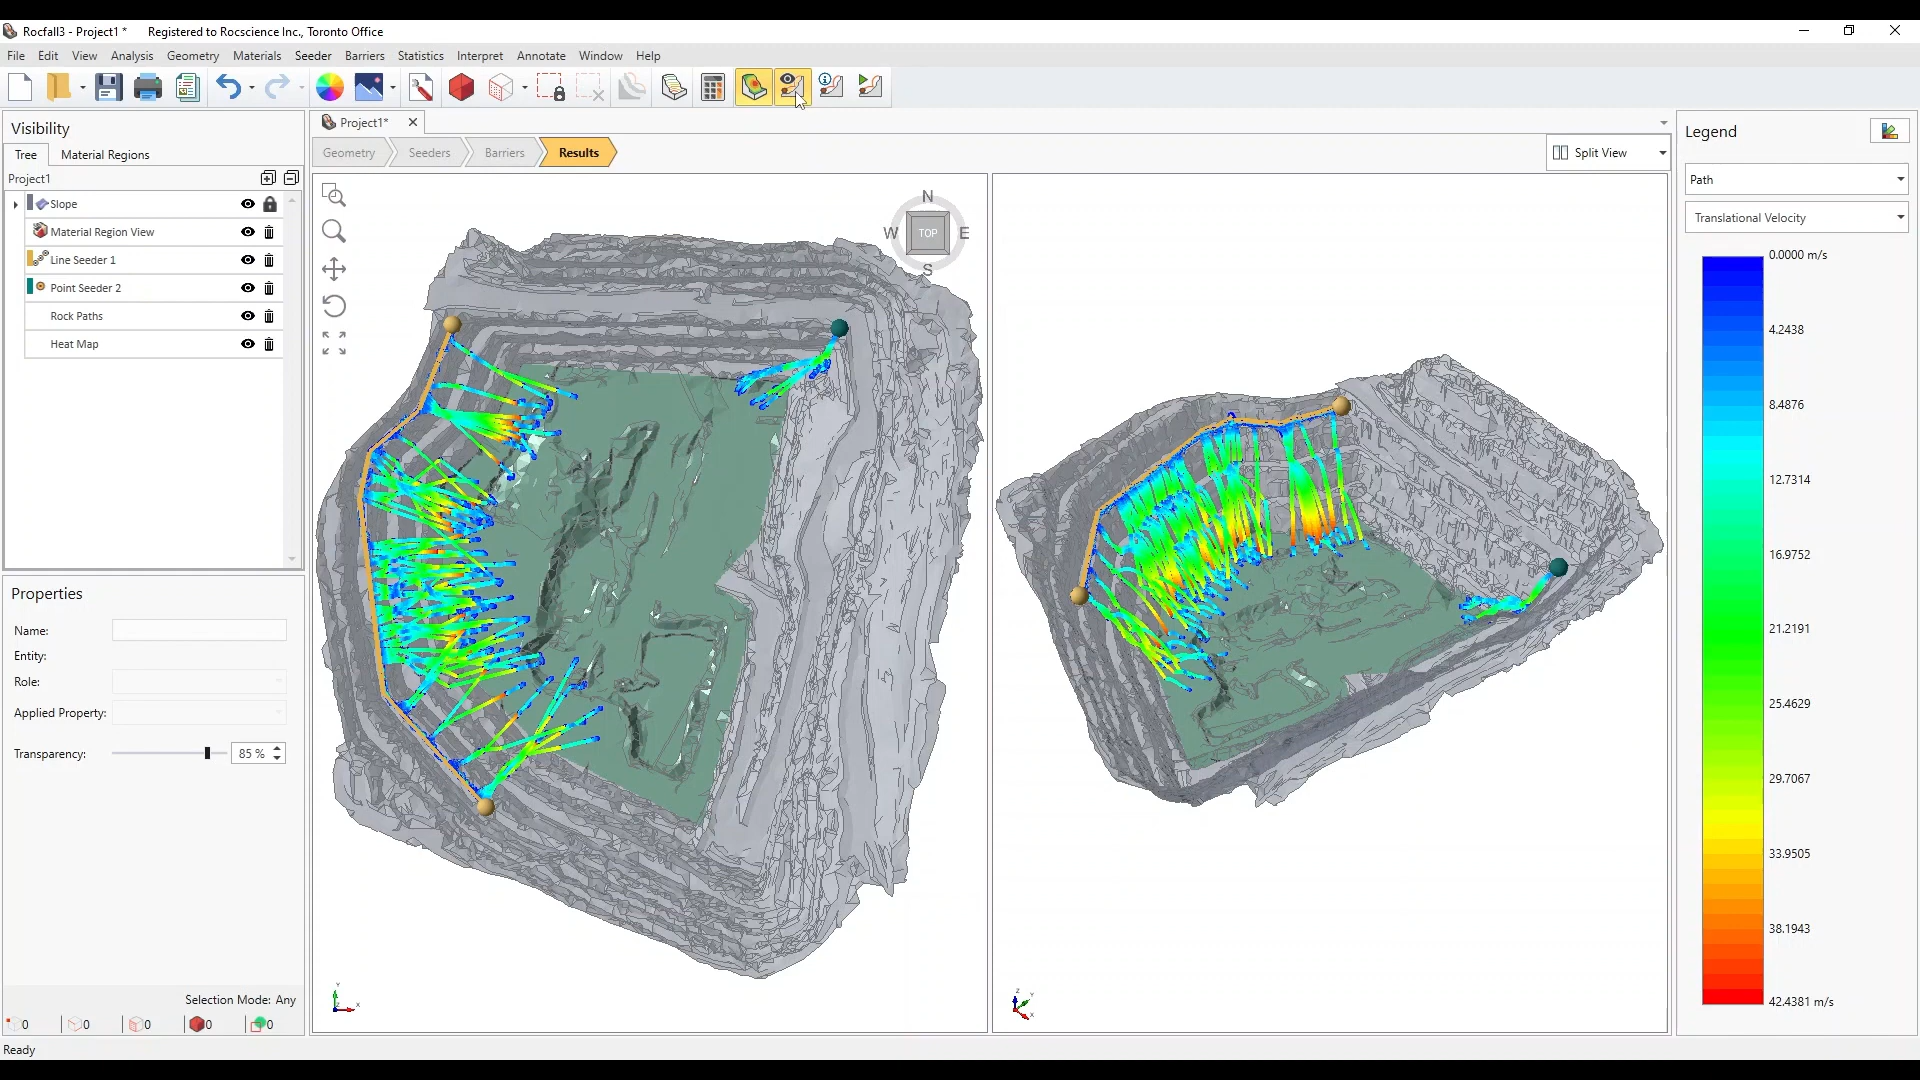 Rocfall3 - Project1 * Registered to Rocscience Inc., Toronto Office
File Edit View Analysis Geometry Materials Seeder Barriers Statistics Interpret Annotate Window Help
Visibility
Tree Material Regions
Project1
Slope
Material Region View
Line Seeder 1
Point Seeder 2
Rock Paths
Heat Map
Properties
Name:
Entity:
Role:
Applied Property:
Transparency: 85 %
Selection Mode: Any
0 0 0 0 0
Ready
Project1*
Geometry Seeders Barriers Results
Split View
N
W TOP E
S
Y
Z X
Z Y
X
Legend
Path
Translational Velocity
0.0000 m/s
4.2438
8.4876
12.7314
16.9752
21.2191
25.4629
29.7067
33.9505
38.1943
42.4381 m/s